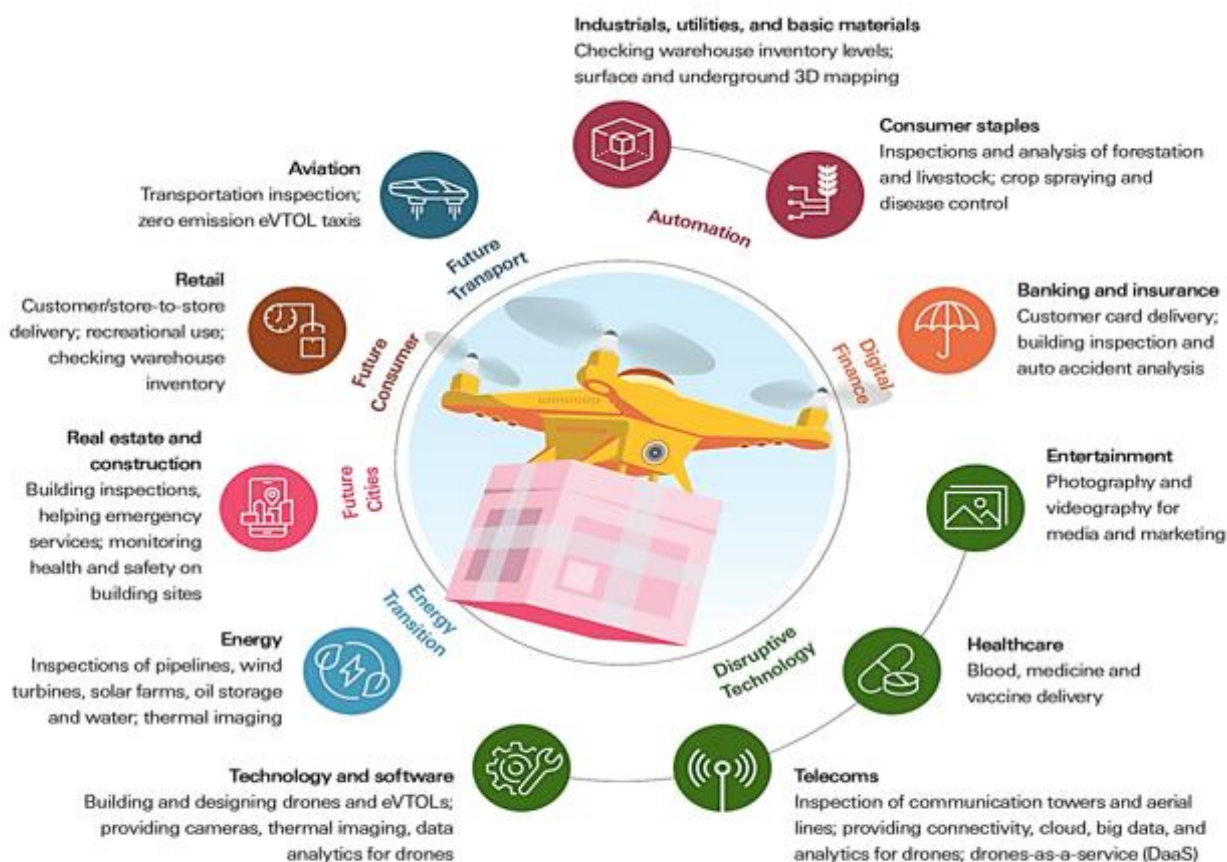 Industrials, utilities, and basic materials
Checking warehouse inventory levels;
surface and underground 3D mapping
Consumer staples
Inspections and analysis of forestation
and livestock; crop spraying and
disease control
Automation
Aviation
Transportation inspection;
zero emission eVTOL taxis
Future
Transport
Retail
Customer/store-to-store
delivery; recreational use;
checking warehouse
inventory
Future
Consumer
Banking and insurance
Customer card delivery;
building inspection and
auto accident analysis
Digital
Finance
Real estate and
construction
Building inspections,
helping emergency
services; monitoring
health and safety on
building sites
Future
Cities
Entertainment
Photography and
videography for
media and marketing
Energy
Inspections of pipelines, wind
turbines, solar farms, oil storage
and water; thermal imaging
Energy
Transition
Disruptive
Technology
Healthcare
Blood, medicine and
vaccine delivery
Technology and software
Building and designing drones and eVTOLs;
providing cameras, thermal imaging, data
analytics for drones
Telecoms
Inspection of communication towers and aerial
lines; providing connectivity, cloud, big data, and
analytics for drones; drones-as-a-service (DaaS)